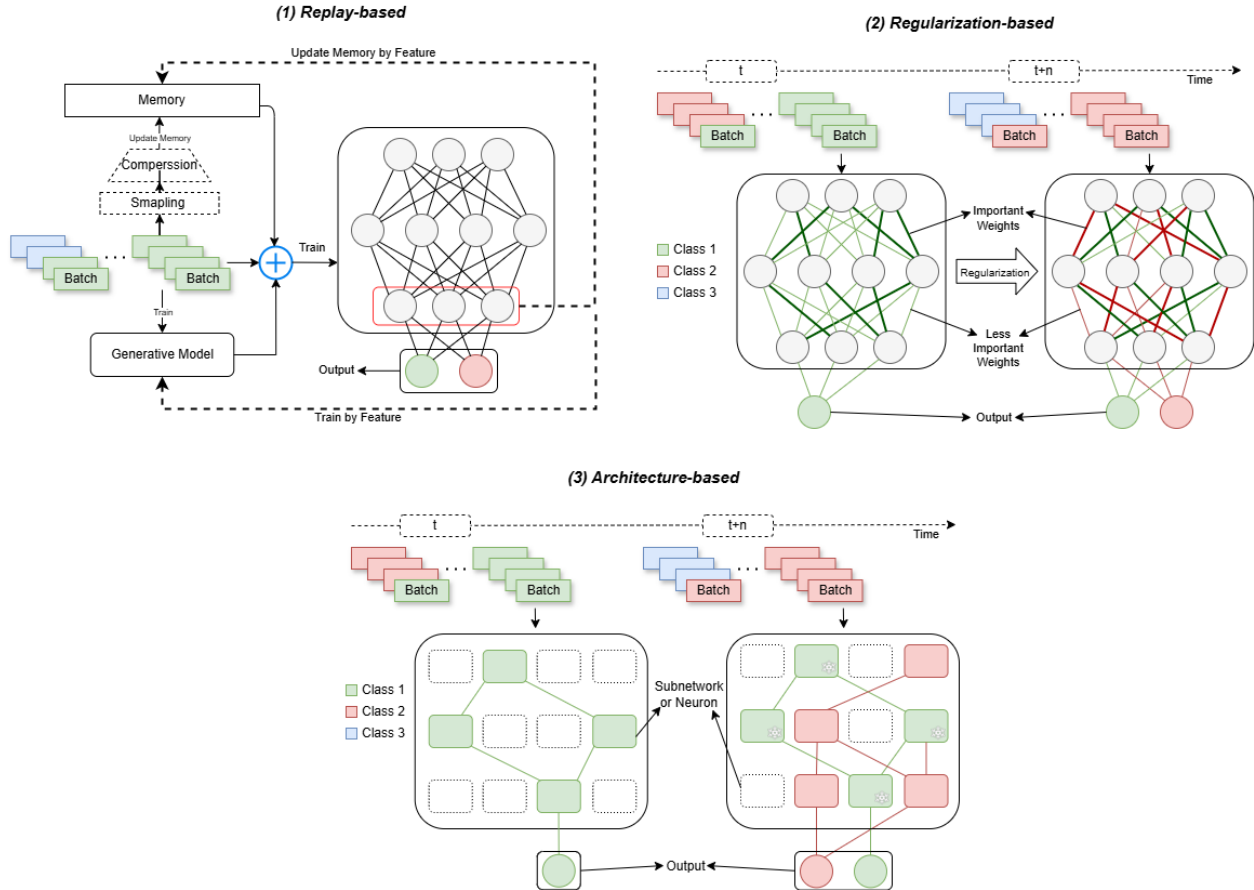 (1) Replay-based
Update Memory by Feature
Memory
Update Memory
Comperssion
Smapling
Batch
Batch
Train
Train
Generative Model
Output
Train by Feature
(2) Regularization-based
t
t+n
Time
Batch
Batch
Batch
Batch
Class 1
Class 2
Class 3
Important
Weights
Regularization
Less
Important
Weights
Output
(3) Architecture-based
t
t+n
Time
Batch
Batch
Batch
Batch
Class 1
Class 2
Class 3
Subnetwork
or Neuron
Output